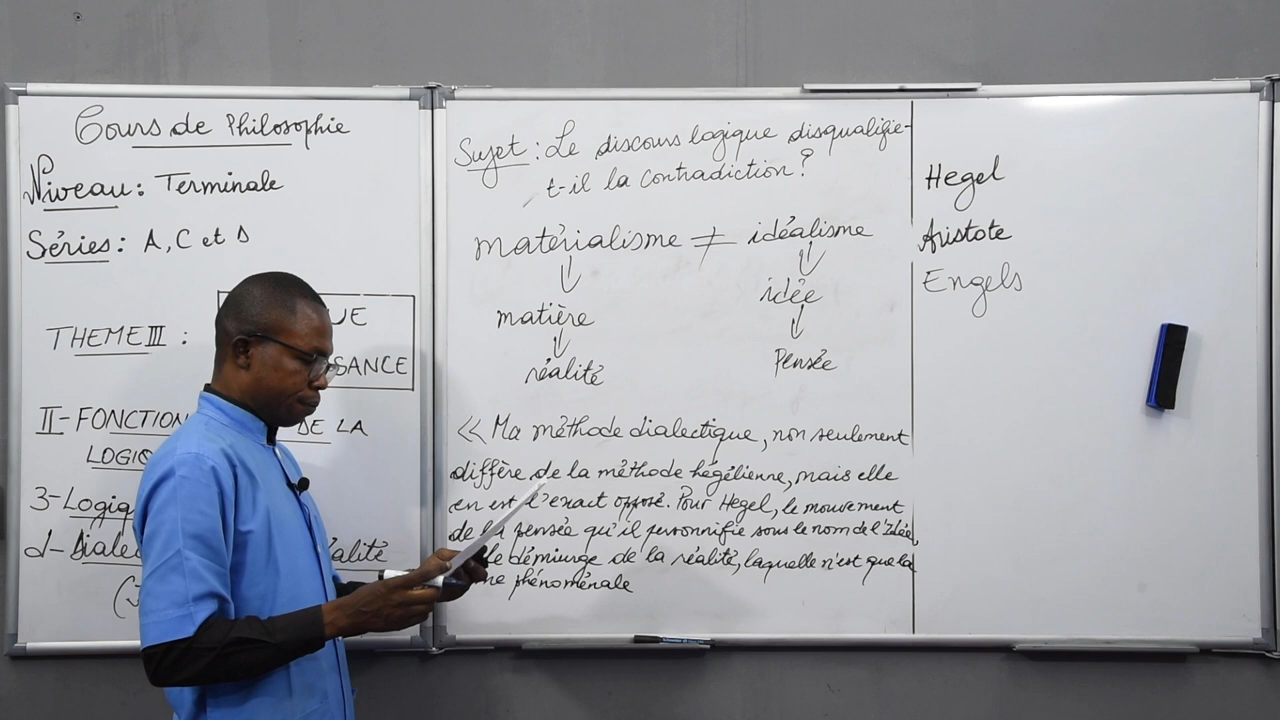 Cours de Philosophie
Niveau : Terminale
Séries : A, C et D
THEME III :
II- FONCTION DE LA
3- Logiq
d- Dialec alité
Sujet : Le discours logique disqualifie-
t-il la contradiction ?
matérialisme ≠ idéalisme
matière idée
réalité Pensée
<< Ma méthode dialectique, non seulement
diffère de la méthode hégélienne, mais elle
en est l'exact opposé. Pour Hegel, le mouvement
de la pensée qu'il personnifie sous le nom de l'Idée,
le démiurge de la réalité, laquelle n'est que la
phénoménale
Hegel
Aristote
Engels